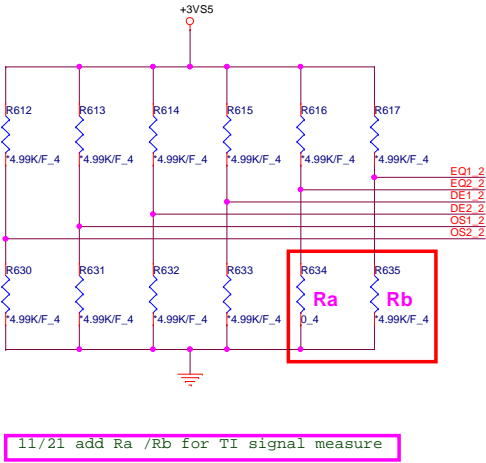 +3VS5
R612 R613 R614 R615 R616 R617
*4.99K/F_4 *4.99K/F_4 *4.99K/F_4 *4.99K/F_4 *4.99K/F_4 *4.99K/F_4
EQ1_2
EQ2_2
DE1_2
DE2_2
OS1_2
OS2_2
R630 R631 R632 R633 R634 R635
Ra Rb
*4.99K/F_4 *4.99K/F_4 *4.99K/F_4 *4.99K/F_4 0_4 *4.99K/F_4
11/21 add Ra /Rb for TI signal measure